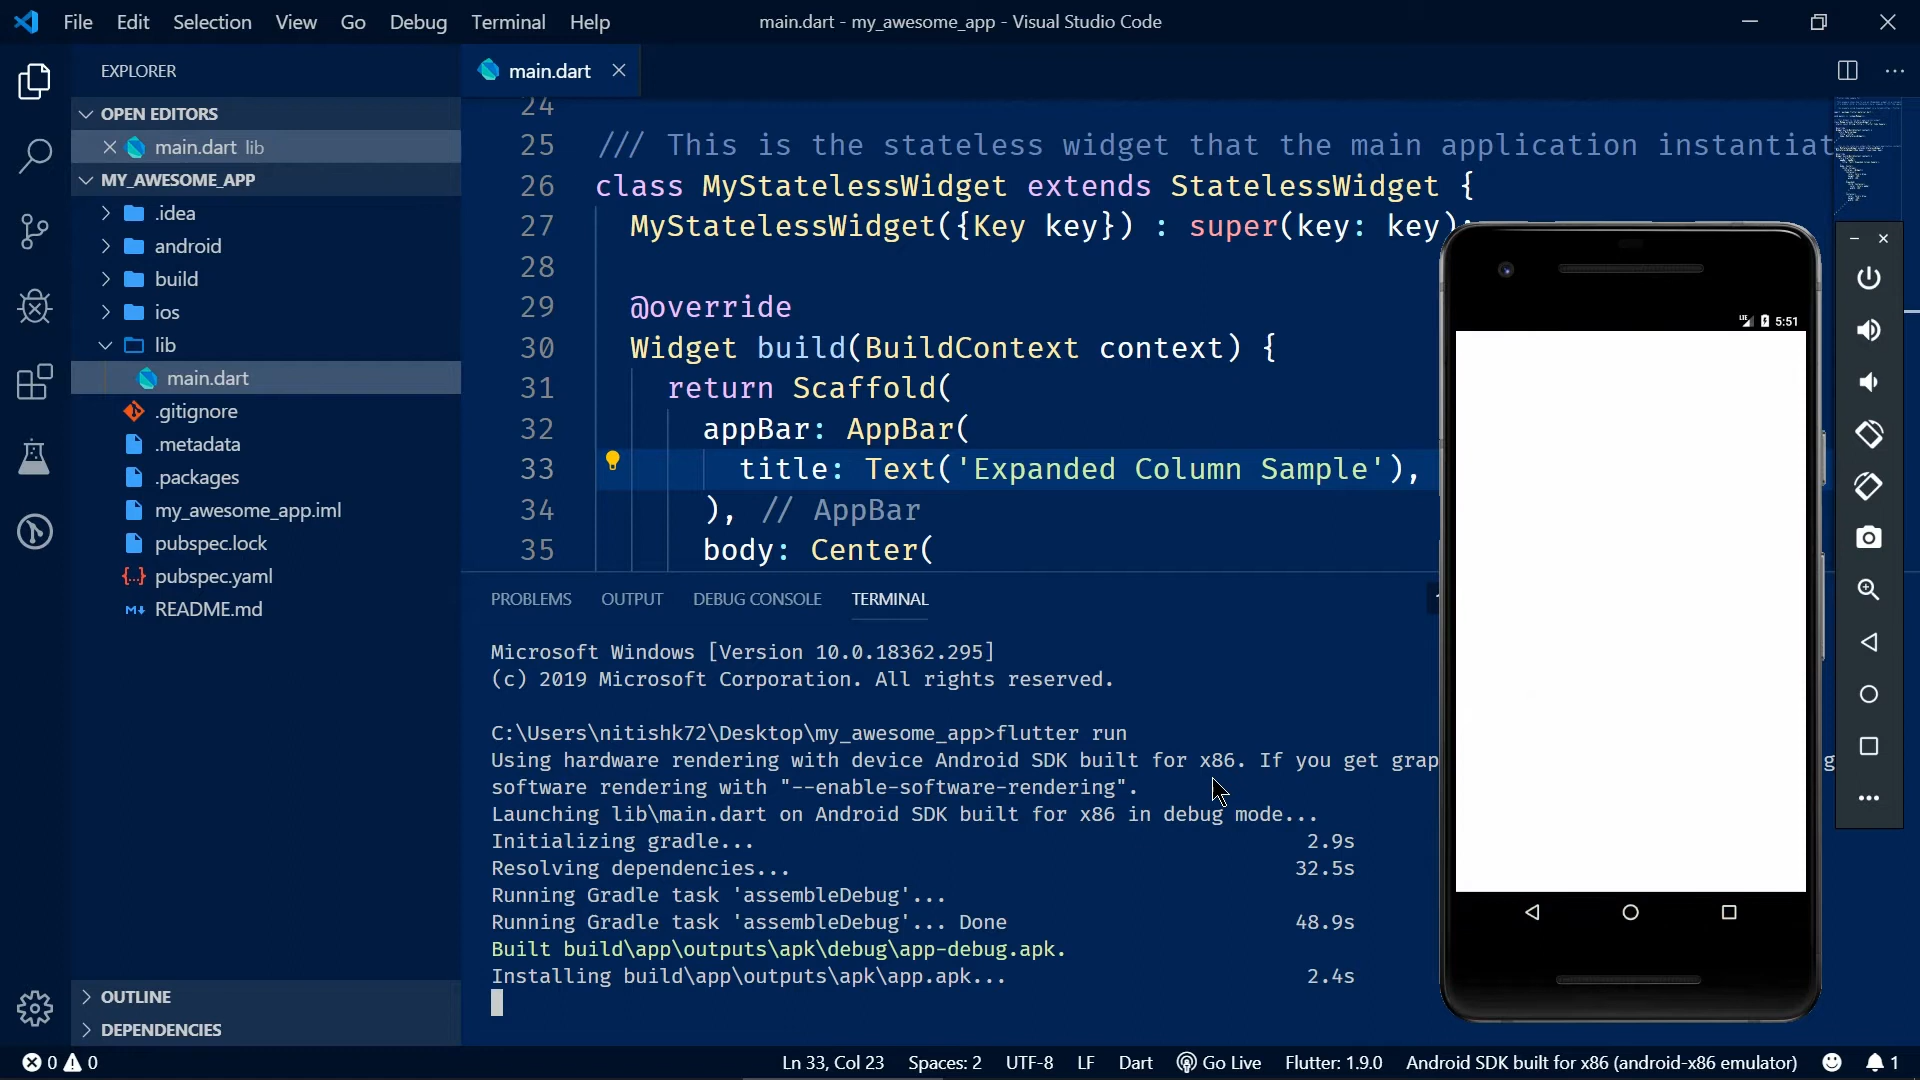 File Edit Selection View Go Debug Terminal Help
main.dart - my_awesome_app - Visual Studio Code
EXPLORER
OPEN EDITORS
main.dart lib
MY_AWESOME_APP
.idea
android
build
ios
lib
main.dart
.gitignore
.metadata
.packages
my_awesome_app.iml
pubspec.lock
pubspec.yaml
README.md
OUTLINE
DEPENDENCIES
main.dart
24
25 /// This is the stateless widget that the main application instantiat
26 class MyStatelessWidget extends StatelessWidget {
27 MyStatelessWidget({Key key}) : super(key: key);
28
29 @override
30 Widget build(BuildContext context) {
31 return Scaffold(
32 appBar: AppBar(
33 title: Text('Expanded Column Sample'),
34 ), // AppBar
35 body: Center(
PROBLEMS OUTPUT DEBUG CONSOLE TERMINAL
Microsoft Windows [Version 10.0.18362.295]
(c) 2019 Microsoft Corporation. All rights reserved.
C:\Users\nitishk72\Desktop\my_awesome_app>flutter run
Using hardware rendering with device Android SDK built for x86. If you get grap
software rendering with "--enable-software-rendering".
Launching lib\main.dart on Android SDK built for x86 in debug mode...
Initializing gradle... 2.9s
Resolving dependencies... 32.5s
Running Gradle task 'assembleDebug'...
Running Gradle task 'assembleDebug'... Done 48.9s
Built build\app\outputs\apk\debug\app-debug.apk.
Installing build\app\outputs\apk\app.apk... 2.4s
LTE 5:51
0 0
Ln 33, Col 23 Spaces: 2 UTF-8 LF Dart Go Live Flutter: 1.9.0 Android SDK built for x86 (android-x86 emulator) 1